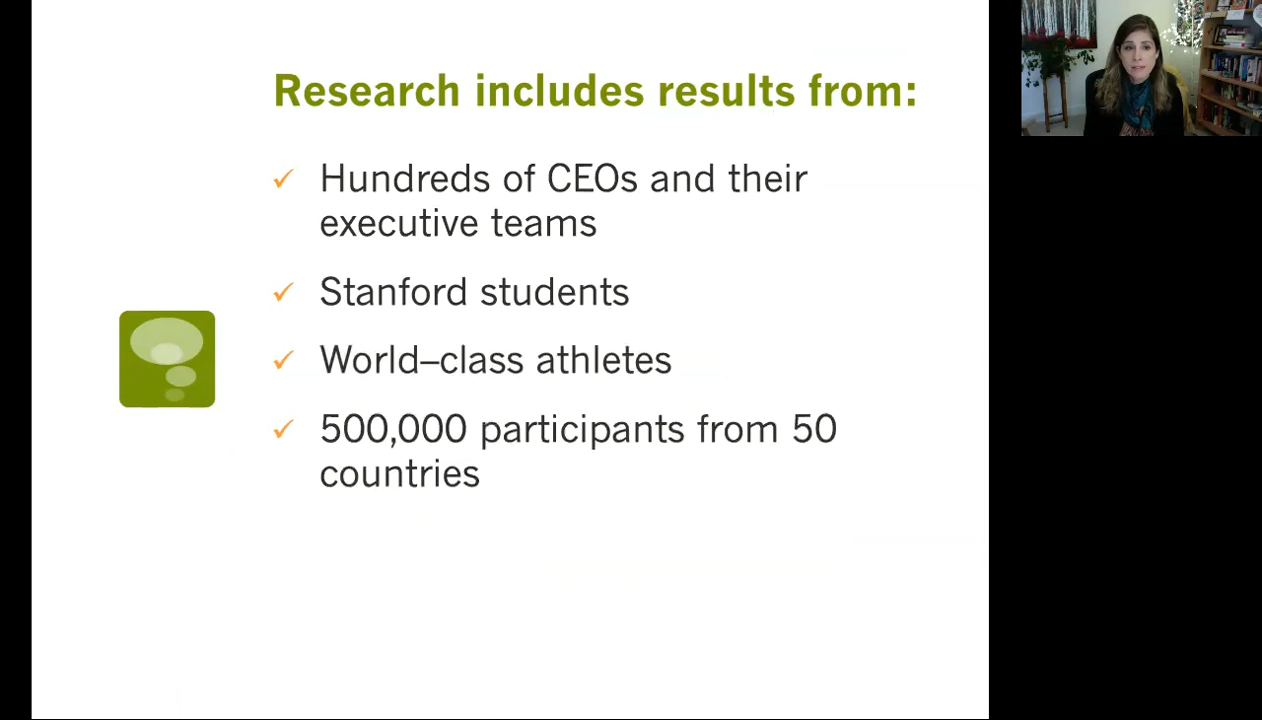 Research includes results from:
✓ Hundreds of CEOs and their
executive teams
✓ Stanford students
✓ World–class athletes
✓ 500,000 participants from 50
countries